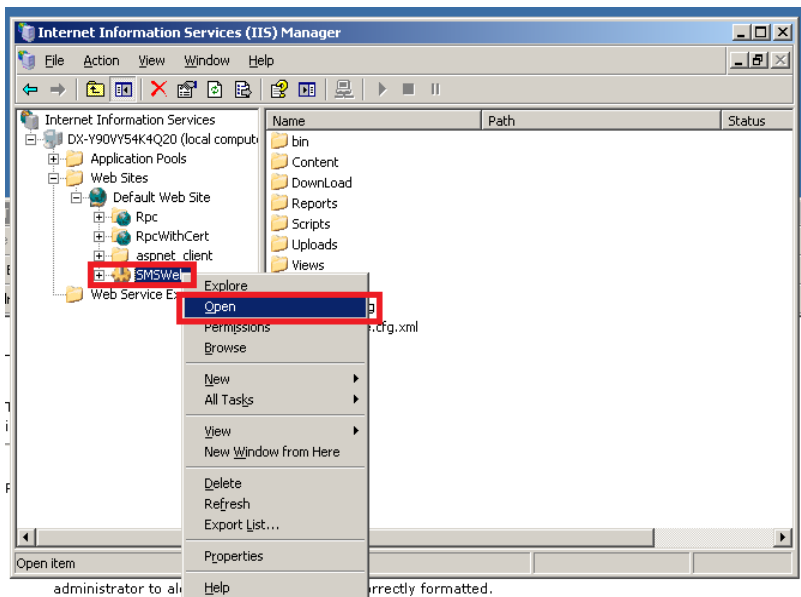 Internet Information Services (IIS) Manager
File Action View Window Help
Internet Information Services
DX-Y90VY54K4Q20 (local compute
Application Pools
Web Sites
Default Web Site
Rpc
RpcWithCert
aspnet_client
SMSWe
Web Service Ex
Name Path Status
bin
Content
DownLoad
Reports
Scripts
Uploads
Views
g
e.cfg.xml
Explore
Open
Permissions
Browse
New
All Tasks
View
New Window from Here
Delete
Refresh
Export List...
Properties
Help
Open item
administrator to al rrectly formatted.